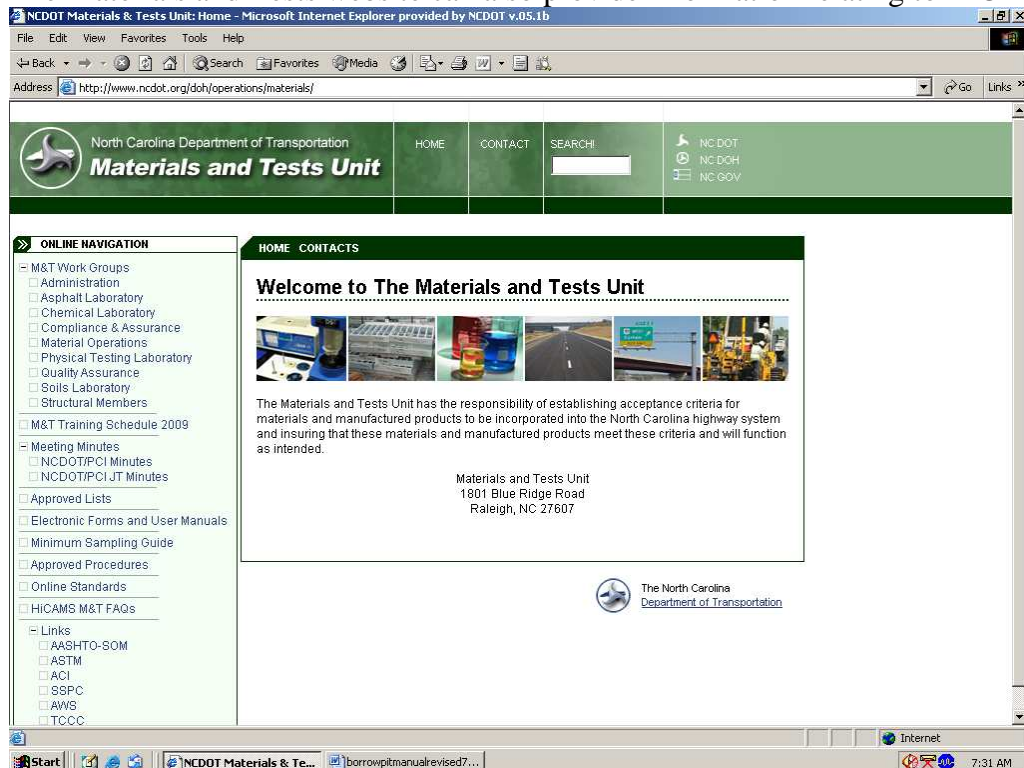 NCDOT Materials & Tests Unit: Home - Microsoft Internet Explorer provided by NCDOT v.05.1b
File Edit View Favorites Tools Help
Back Search Favorites Media
Address http://www.ncdot.org/doh/operations/materials/ Go Links »
North Carolina Department of Transportation
Materials and Tests Unit
HOME CONTACT SEARCH!
NC DOT
NC DOH
NC GOV
ONLINE NAVIGATION
M&T Work Groups
Administration
Asphalt Laboratory
Chemical Laboratory
Compliance & Assurance
Material Operations
Physical Testing Laboratory
Quality Assurance
Soils Laboratory
Structural Members
M&T Training Schedule 2009
Meeting Minutes
NCDOT/PCI Minutes
NCDOT/PCI JT Minutes
Approved Lists
Electronic Forms and User Manuals
Minimum Sampling Guide
Approved Procedures
Online Standards
HiCAMS M&T FAQs
Links
AASHTO-SOM
ASTM
ACI
SSPC
AWS
TCCC
HOME CONTACTS
Welcome to The Materials and Tests Unit
The Materials and Tests Unit has the responsibility of establishing acceptance criteria for
materials and manufactured products to be incorporated into the North Carolina highway system
and insuring that these materials and manufactured products meet these criteria and will function
as intended.
Materials and Tests Unit
1801 Blue Ridge Road
Raleigh, NC 27607
The North Carolina
Department of Transportation
Internet
Start NCDOT Materials & Te... borrowpitmanualrevised7... 7:31 AM